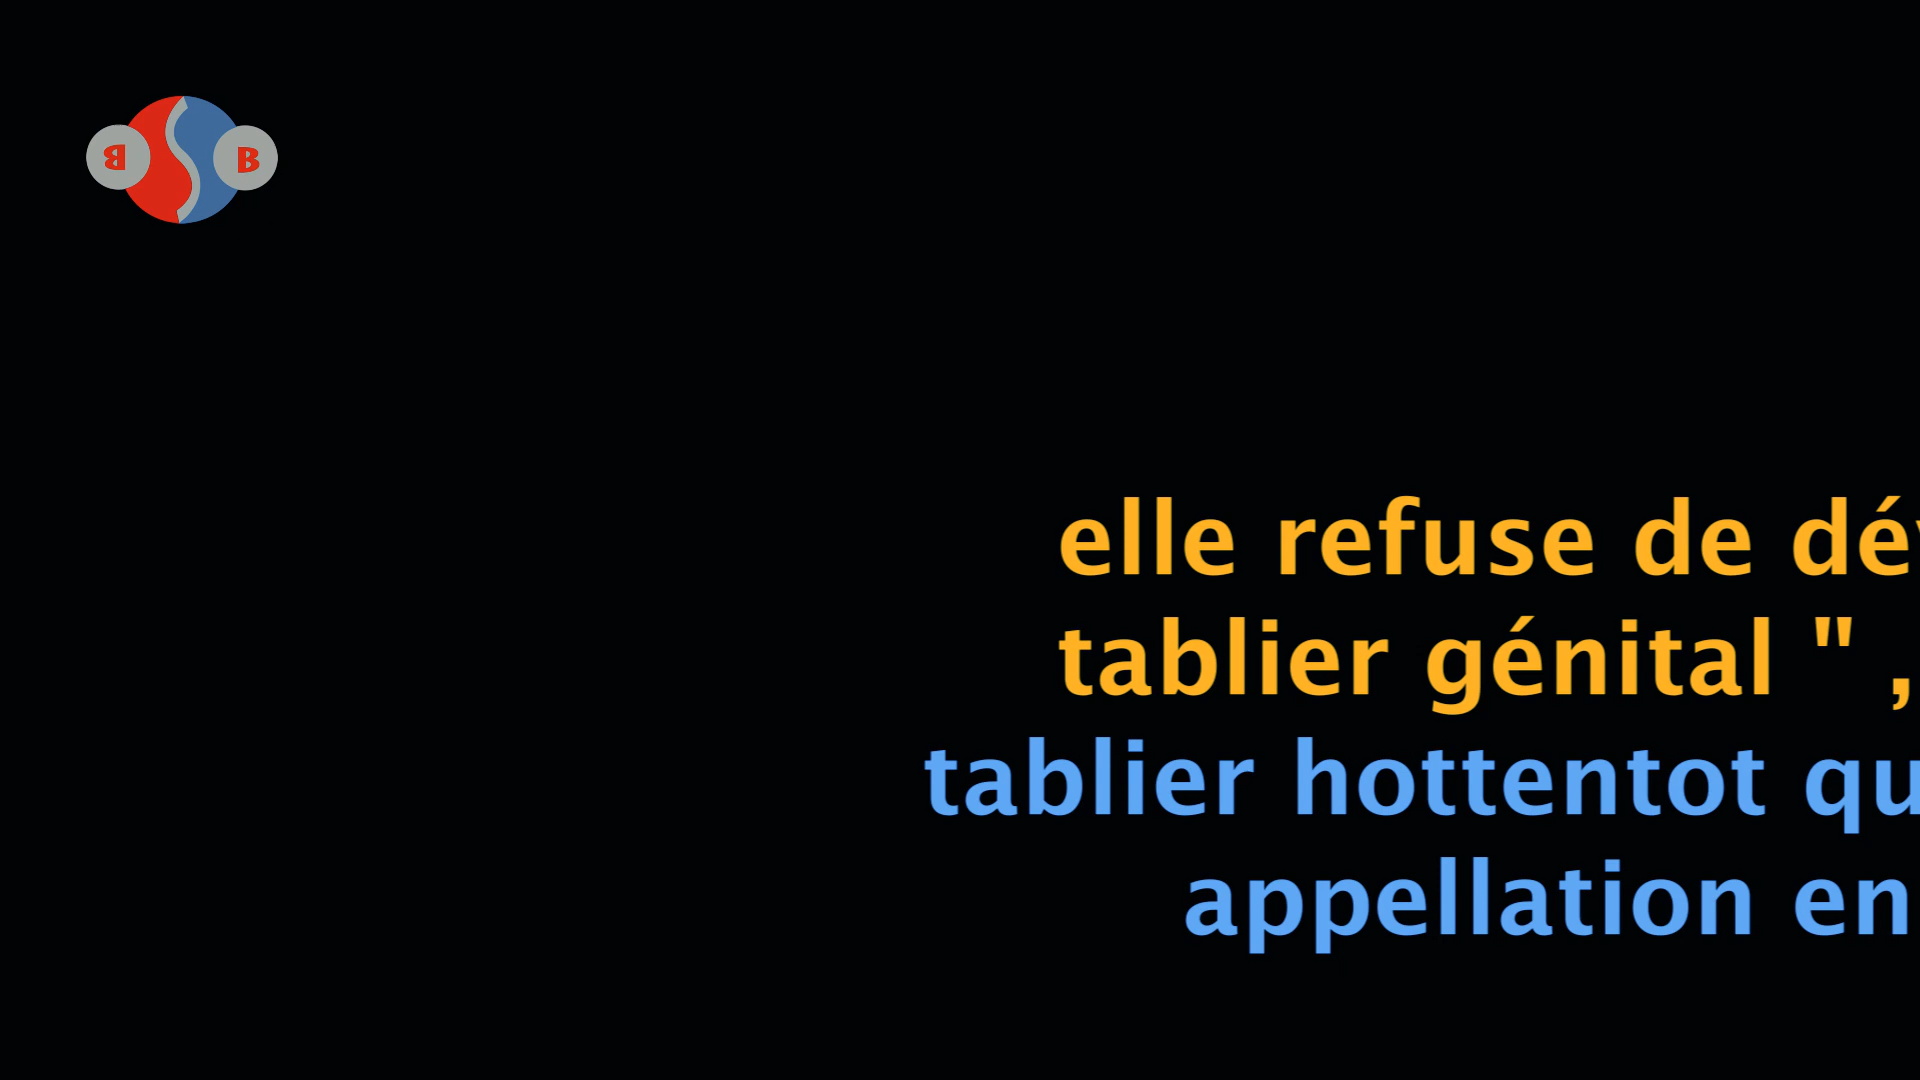 B B
elle refuse de dé
tablier génital " ,
tablier hottentot qu
appellation en